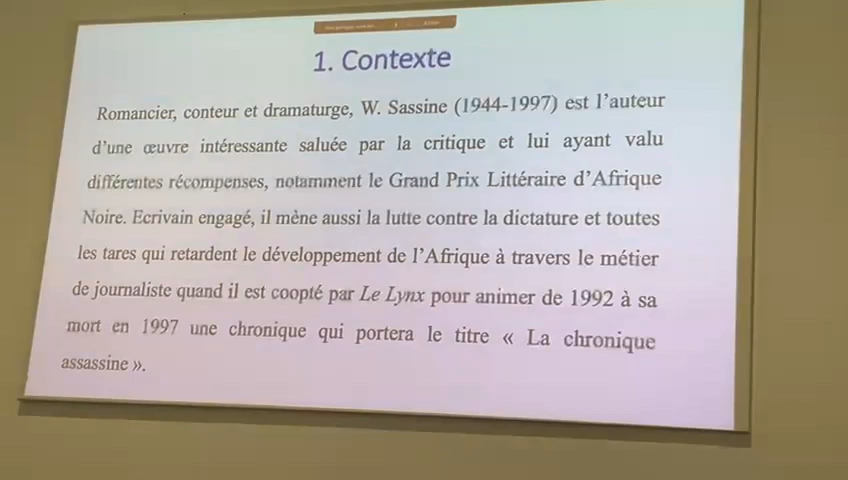 1. Contexte
Romancier, conteur et dramaturge, W. Sassine (1944-1997) est l’auteur
d’une œuvre intéressante saluée par la critique et lui ayant valu
différentes récompenses, notamment le Grand Prix Littéraire d’Afrique
Noire. Ecrivain engagé, il mène aussi la lutte contre la dictature et toutes
les tares qui retardent le développement de l’Afrique à travers le métier
de journaliste quand il est coopté par Le Lynx pour animer de 1992 à sa
mort en 1997 une chronique qui portera le titre « La chronique
assassine ».